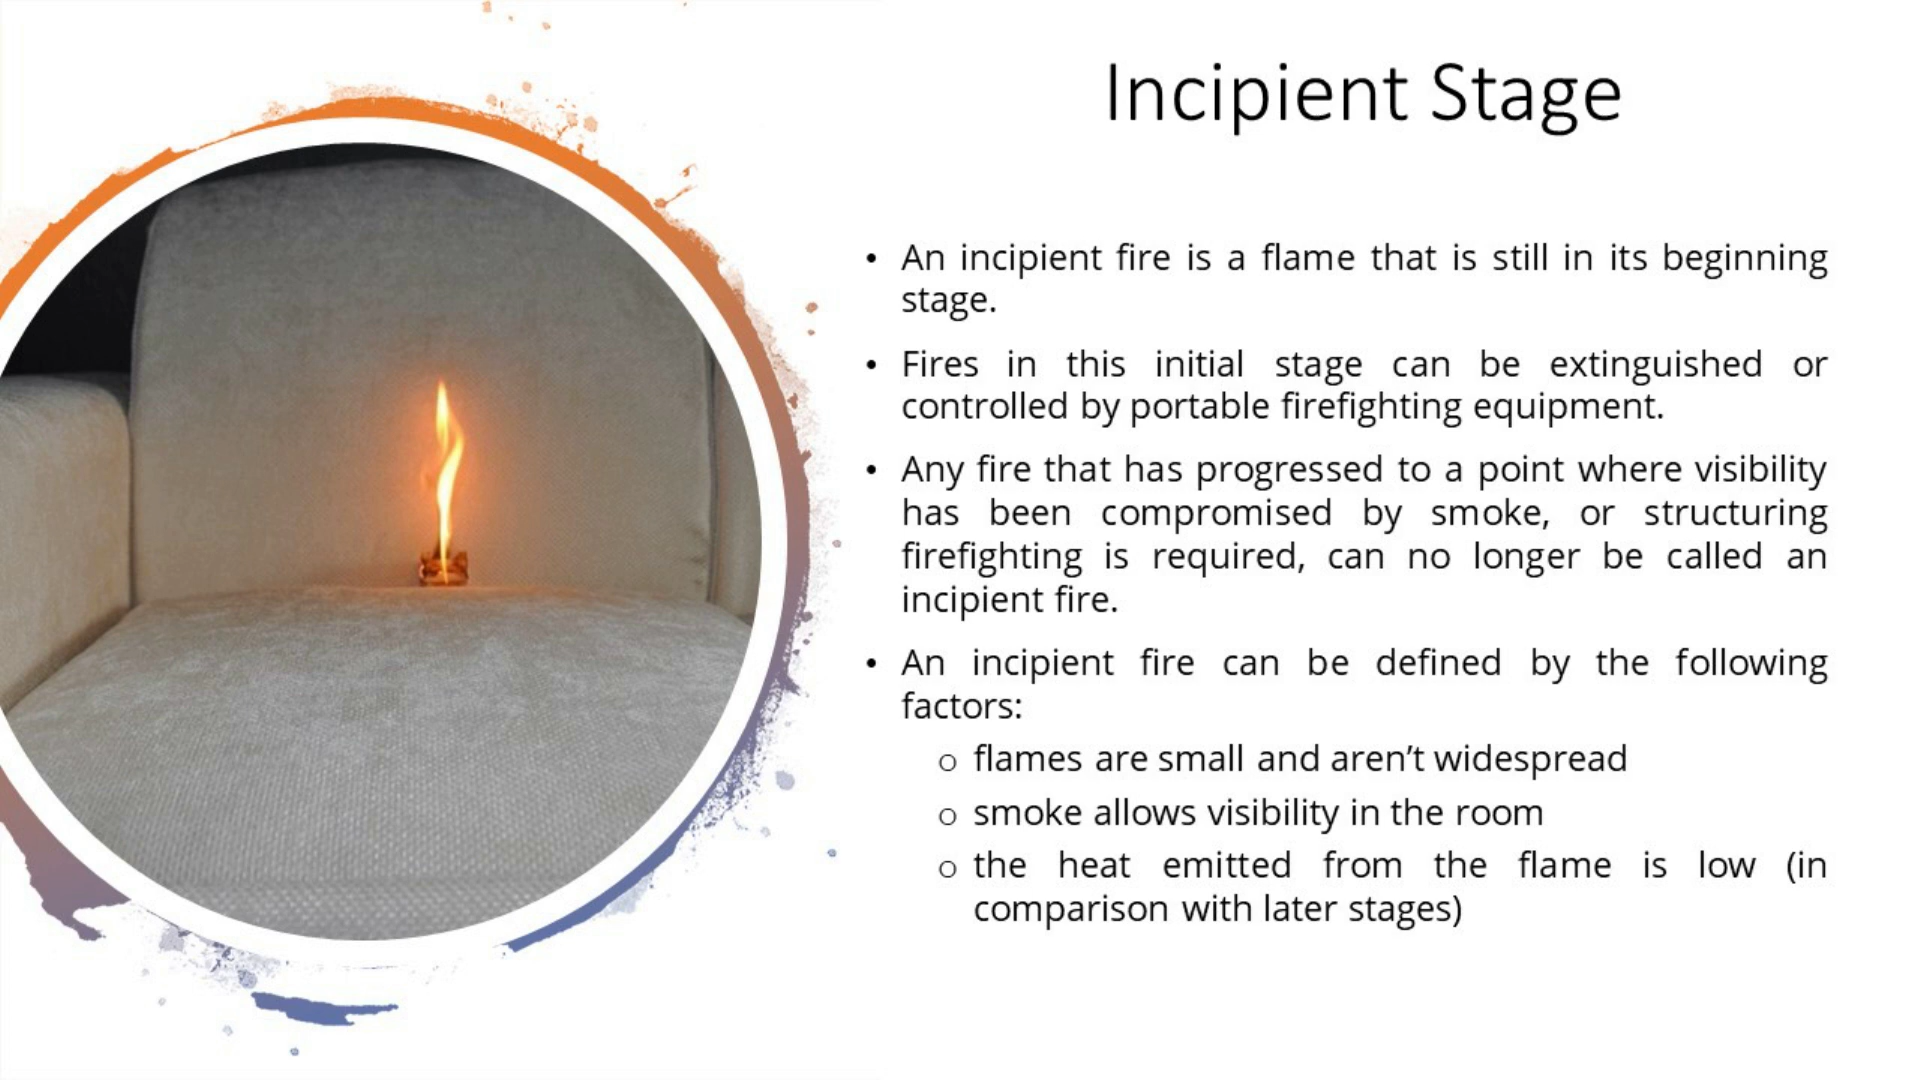 Incipient Stage
• An incipient fire is a flame that is still in its beginning
stage.
• Fires in this initial stage can be extinguished or
controlled by portable firefighting equipment.
• Any fire that has progressed to a point where visibility
has been compromised by smoke, or structuring
firefighting is required, can no longer be called an
incipient fire.
• An incipient fire can be defined by the following
factors:
o flames are small and aren’t widespread
o smoke allows visibility in the room
o the heat emitted from the flame is low (in
comparison with later stages)